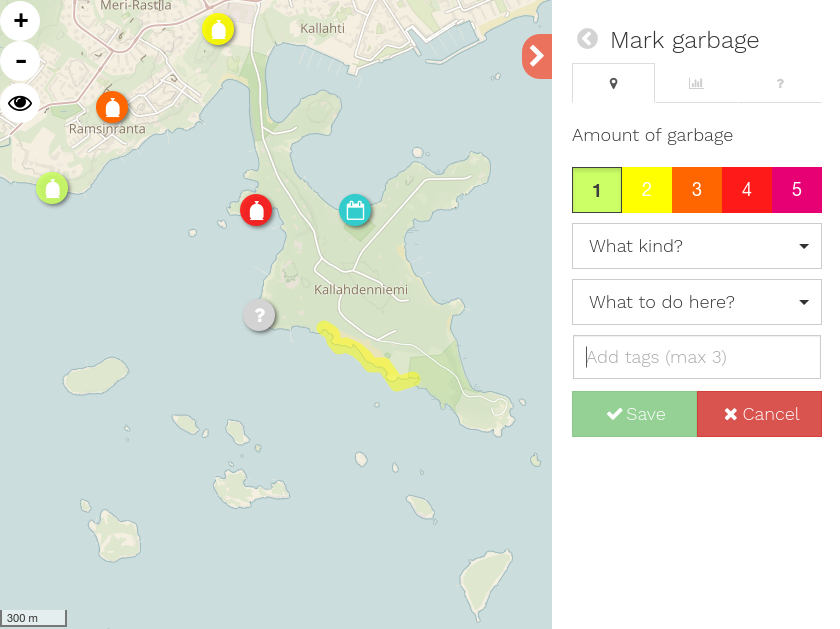 Meri-Rastila
Kallahti
Ramsinranta
Kallahdenniemi
?
+
-
300 m
Mark garbage
?
Amount of garbage
1 2 3 4 5
What kind?
What to do here?
Add tags (max 3)
Save Cancel